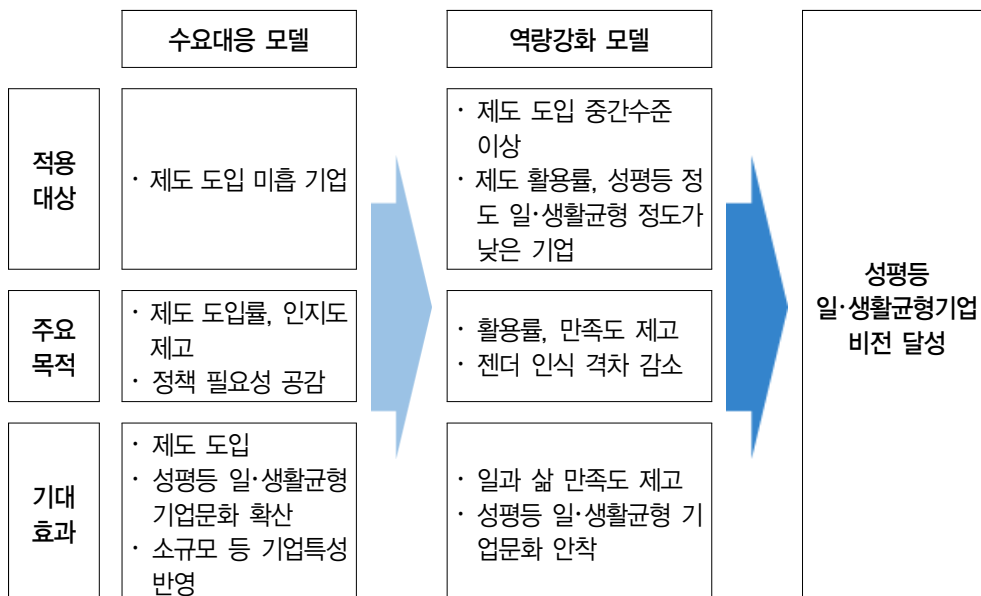 수요대응 모델
역량강화 모델
적용
대상
· 제도 도입 미흡 기업
· 제도 도입 중간수준
이상
· 제도 활용률, 성평등 정
도 일·생활균형 정도가
낮은 기업
주요
목적
· 제도 도입률, 인지도
제고
· 정책 필요성 공감
· 활용률, 만족도 제고
· 젠더 인식 격차 감소
기대
효과
· 제도 도입
· 성평등 일·생활균형
기업문화 확산
· 소규모 등 기업특성
반영
· 일과 삶 만족도 제고
· 성평등 일·생활균형 기
업문화 안착
성평등
일·생활균형기업
비전 달성